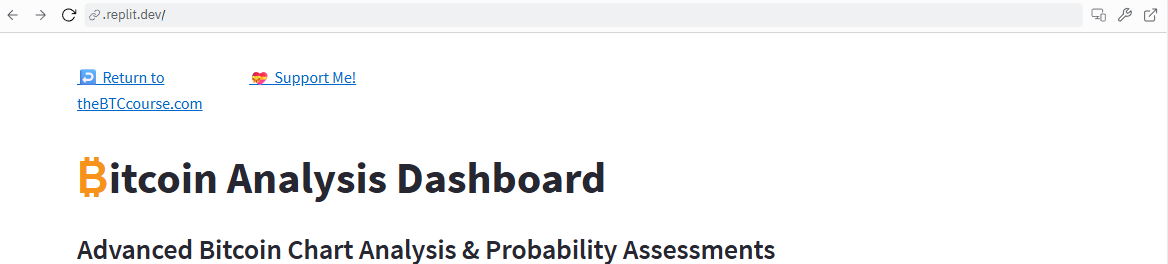 .replit.dev/
Return to Support Me!
theBTCcourse.com
₿itcoin Analysis Dashboard
Advanced Bitcoin Chart Analysis & Probability Assessments